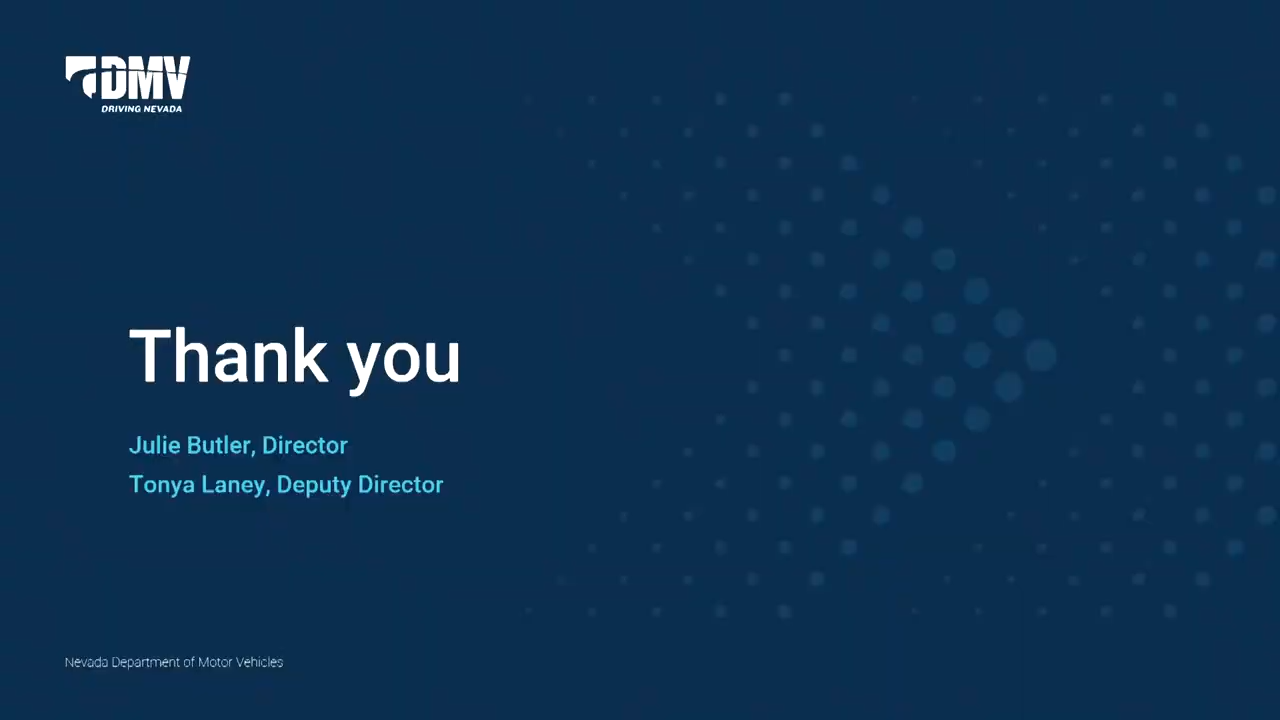 DMV
DRIVING NEVADA
Thank you
Julie Butler, Director
Tonya Laney, Deputy Director
Nevada Department of Motor Vehicles